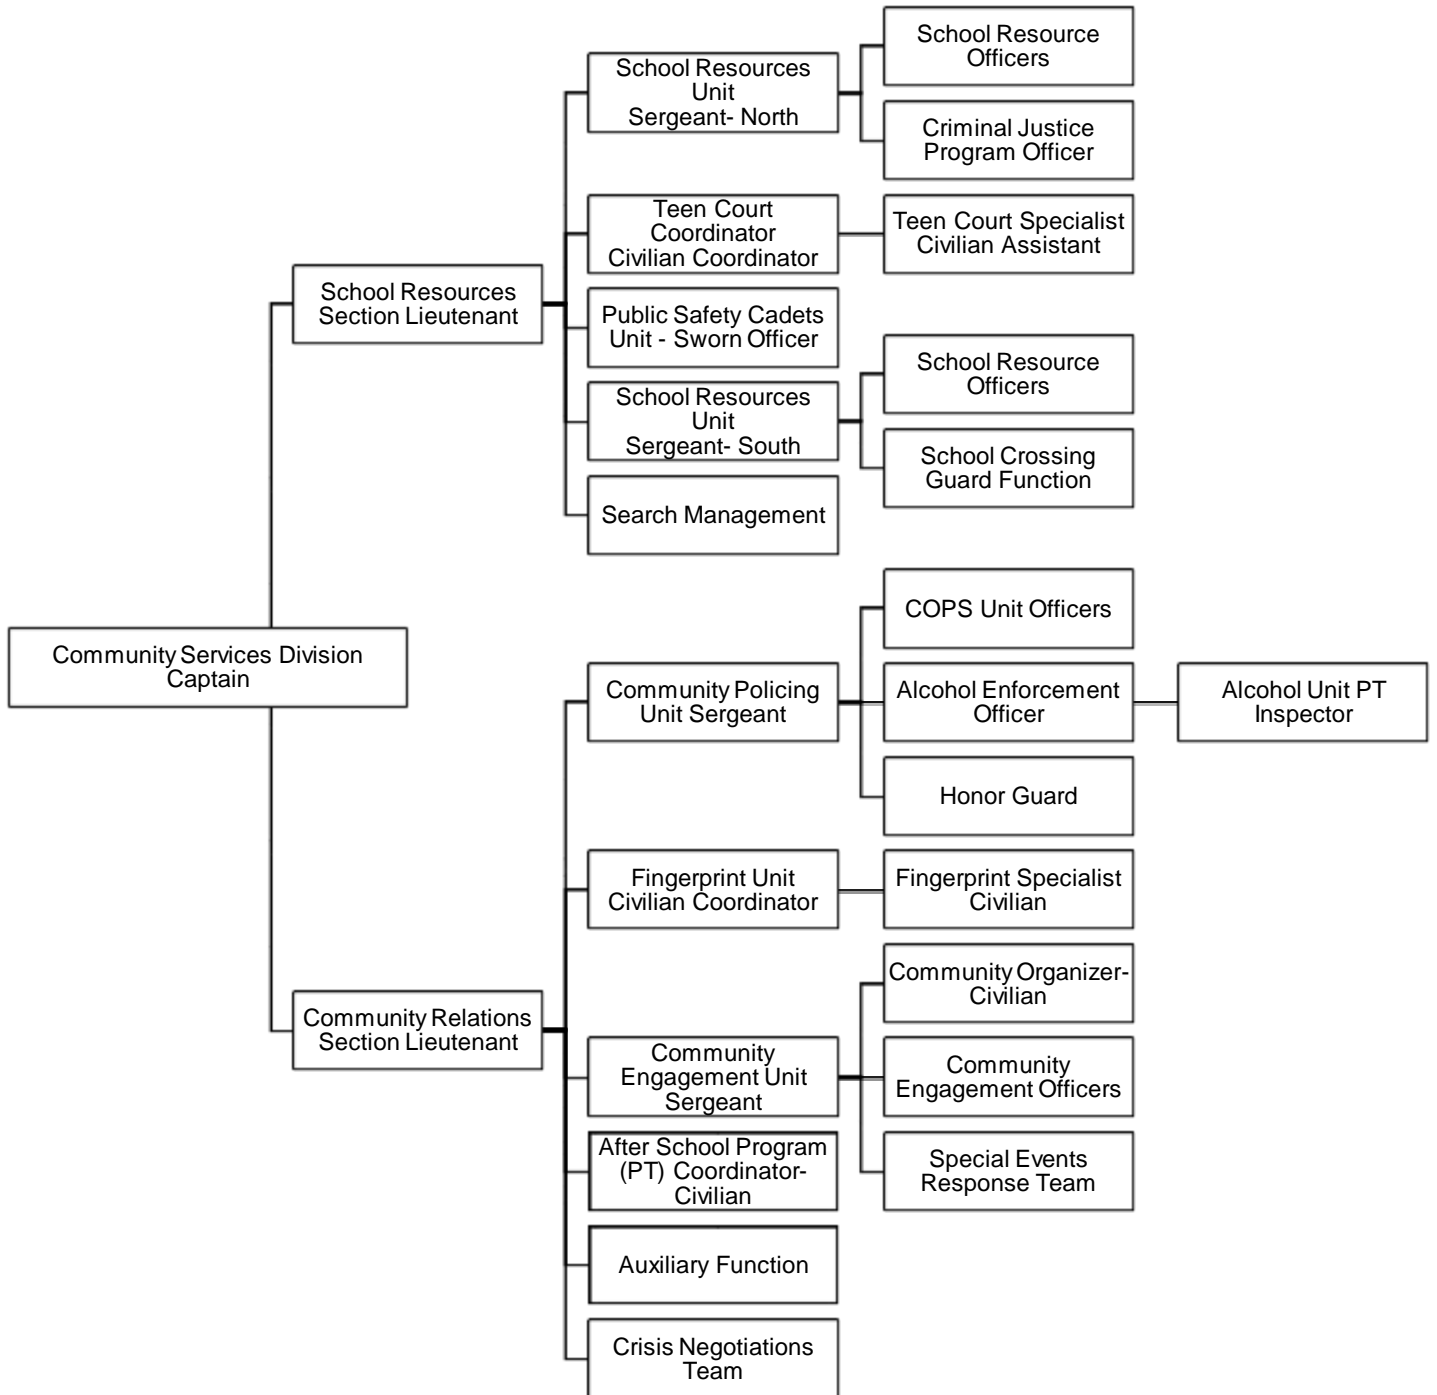 School Resource
Officers
School Resources
Unit
Sergeant- North
Criminal Justice
Program Officer
Teen Court
Coordinator
Civilian Coordinator
Teen Court Specialist
Civilian Assistant
School Resources
Section Lieutenant
Public Safety Cadets
Unit - Sworn Officer
School Resource
Officers
School Resources
Unit
Sergeant- South
School Crossing
Guard Function
Search Management
Community Services Division
Captain
COPS Unit Officers
Community Policing
Unit Sergeant
Alcohol Enforcement
Officer
Alcohol Unit PT
Inspector
Honor Guard
Fingerprint Unit
Civilian Coordinator
Fingerprint Specialist
Civilian
Community Relations
Section Lieutenant
Community Organizer-
Civilian
Community
Engagement Unit
Sergeant
Community
Engagement Officers
After School Program
(PT) Coordinator-
Civilian
Special Events
Response Team
Auxiliary Function
Crisis Negotiations
Team